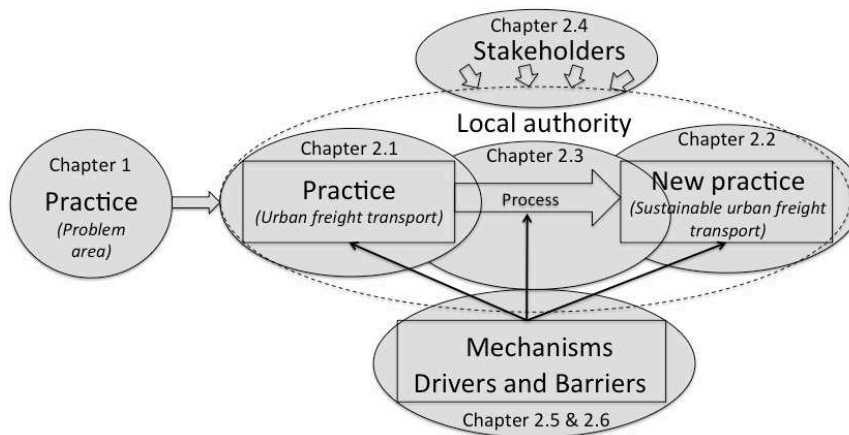 Chapter 2.4
Stakeholders
Local authority
Chapter 1
Practice
(Problem
area)
Chapter 2.1
Practice
(Urban freight transport)
Chapter 2.3
Process
Chapter 2.2
New practice
(Sustainable urban freight
transport)
Mechanisms
Drivers and Barriers
Chapter 2.5 & 2.6